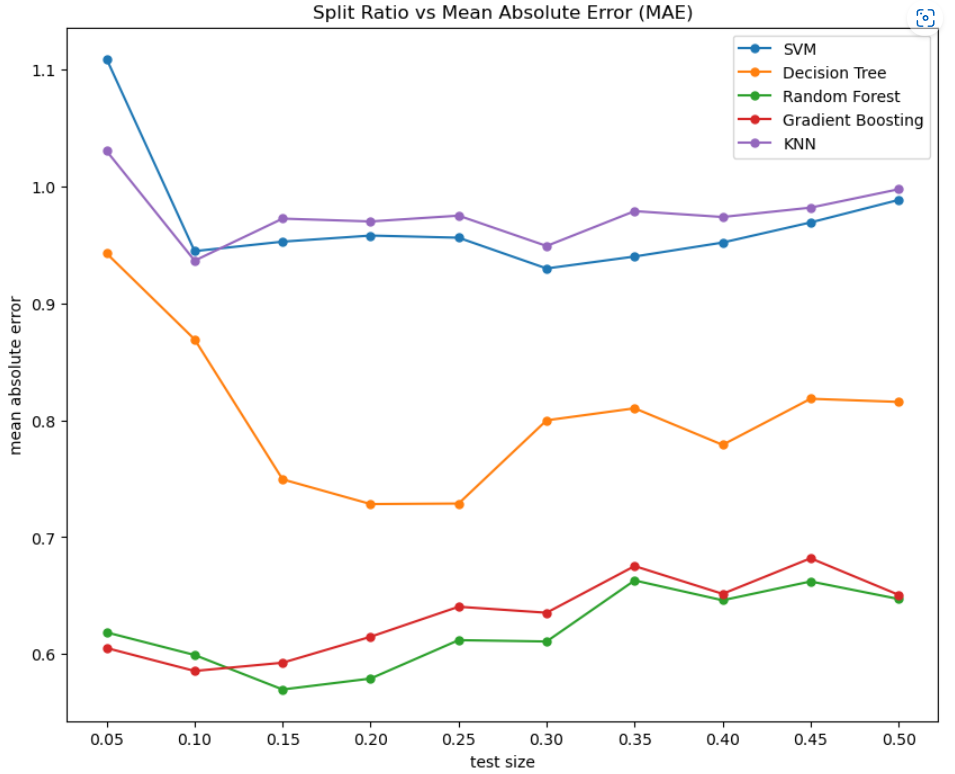 Split Ratio vs Mean Absolute Error (MAE)
SVM
Decision Tree
Random Forest
Gradient Boosting
KNN
1.1
1.0
0.9
0.8
0.7
0.6
mean absolute error
0.05 0.10 0.15 0.20 0.25 0.30 0.35 0.40 0.45 0.50
test size